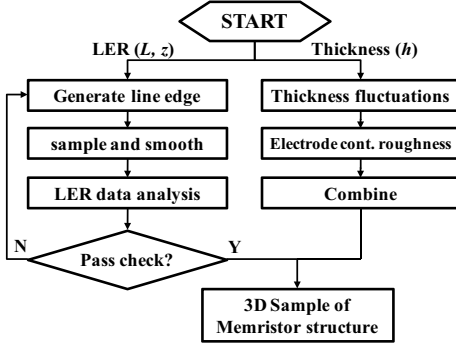 START
LER (L, z)
Thickness (h)
Generate line edge
Thickness fluctuations
sample and smooth
Electrode cont. roughness
LER data analysis
Combine
N
Pass check?
Y
3D Sample of
Memristor structure